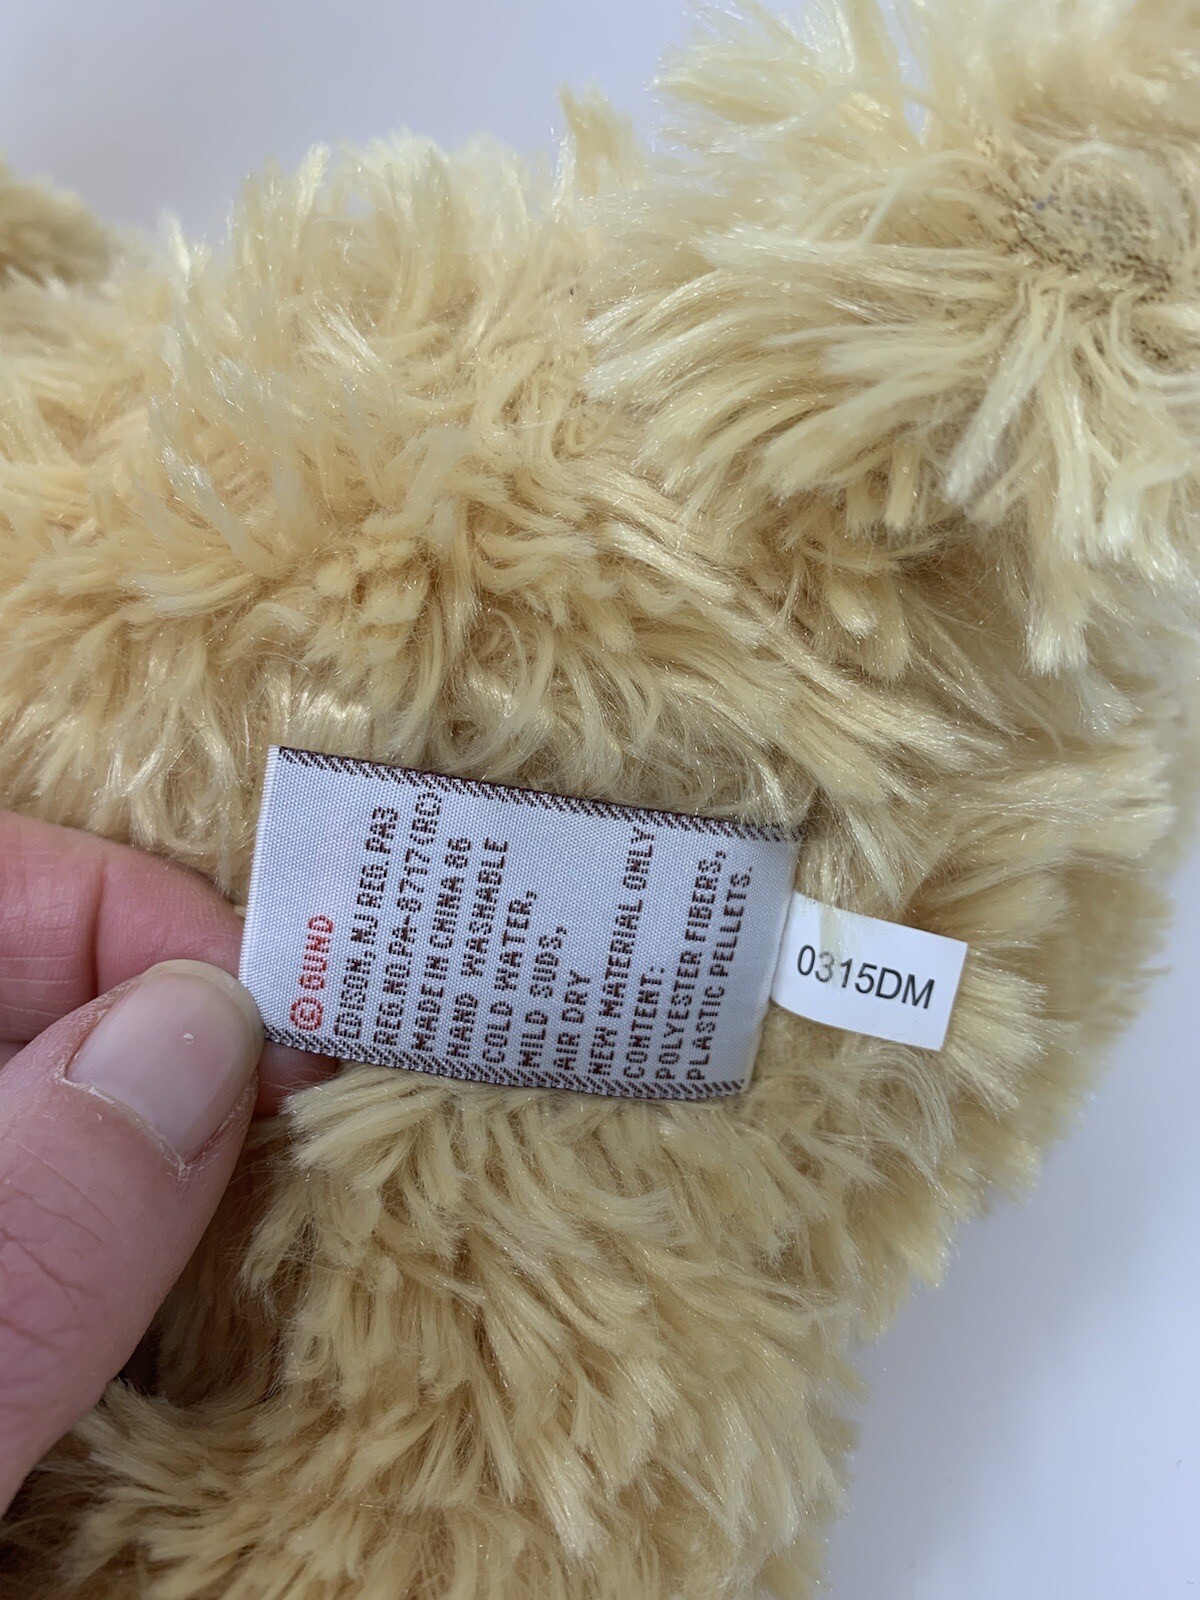 © GUND
EDISON, NJ REG.PA3
REG.NO.PA-3717(RC)
MADE IN CHINA 86
HAND WASHABLE
COLD WATER,
MILD SUDS,
AIR DRY
NEW MATERIAL ONLY
CONTENT:
POLYESTER FIBERS,
PLASTIC PELLETS.
0315DM